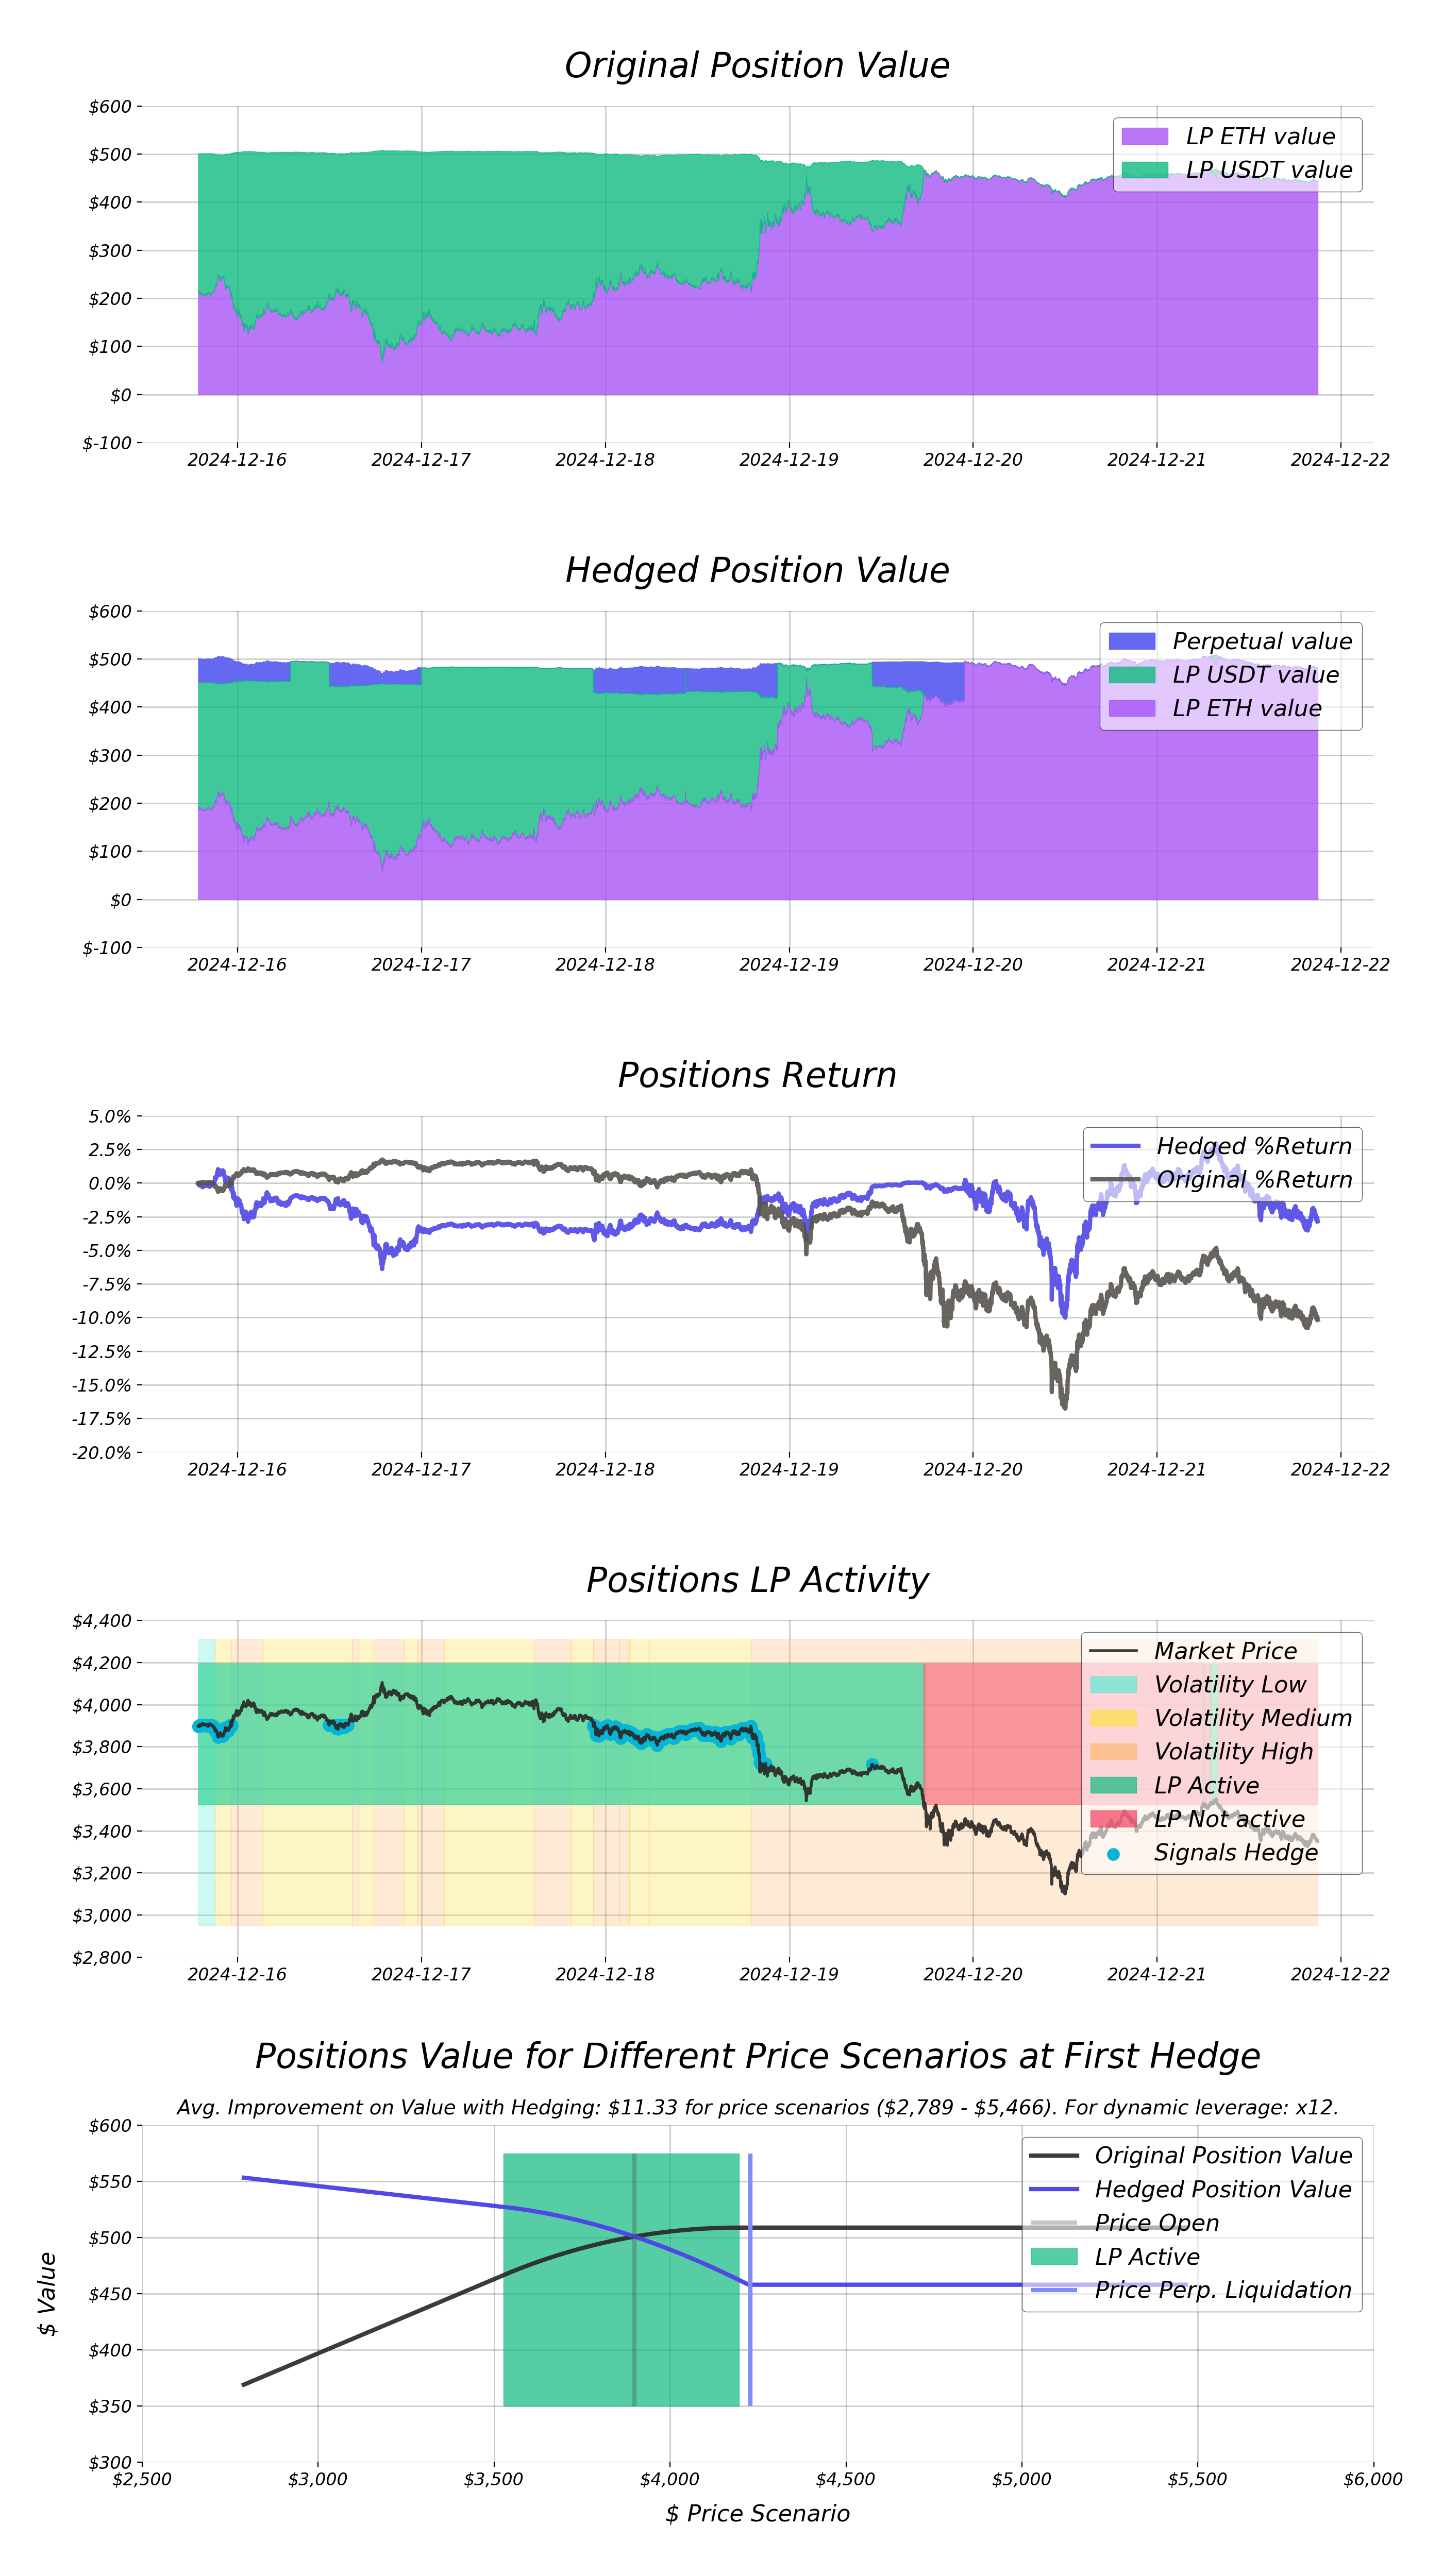 Original Position Value
$600
$500
$400
$300
$200
$100
$0
$-100
LP ETH value
LP USDT value
2024-12-16 2024-12-17 2024-12-18 2024-12-19 2024-12-20 2024-12-21 2024-12-22
Hedged Position Value
$600
$500
$400
$300
$200
$100
$0
$-100
Perpetual value
LP USDT value
LP ETH value
2024-12-16 2024-12-17 2024-12-18 2024-12-19 2024-12-20 2024-12-21 2024-12-22
Positions Return
5.0%
2.5%
0.0%
-2.5%
-5.0%
-7.5%
-10.0%
-12.5%
-15.0%
-17.5%
-20.0%
Hedged %Return
Original %Return
2024-12-16 2024-12-17 2024-12-18 2024-12-19 2024-12-20 2024-12-21 2024-12-22
Positions LP Activity
$4,400
$4,200
$4,000
$3,800
$3,600
$3,400
$3,200
$3,000
$2,800
Market Price
Volatility Low
Volatility Medium
Volatility High
LP Active
LP Not active
Signals Hedge
2024-12-16 2024-12-17 2024-12-18 2024-12-19 2024-12-20 2024-12-21 2024-12-22
Positions Value for Different Price Scenarios at First Hedge
Avg. Improvement on Value with Hedging: $11.33 for price scenarios ($2,789 - $5,466). For dynamic leverage: x12.
$ Value
$600
$550
$500
$450
$400
$350
$300
Original Position Value
Hedged Position Value
Price Open
LP Active
Price Perp. Liquidation
$2,500 $3,000 $3,500 $4,000 $4,500 $5,000 $5,500 $6,000
$ Price Scenario